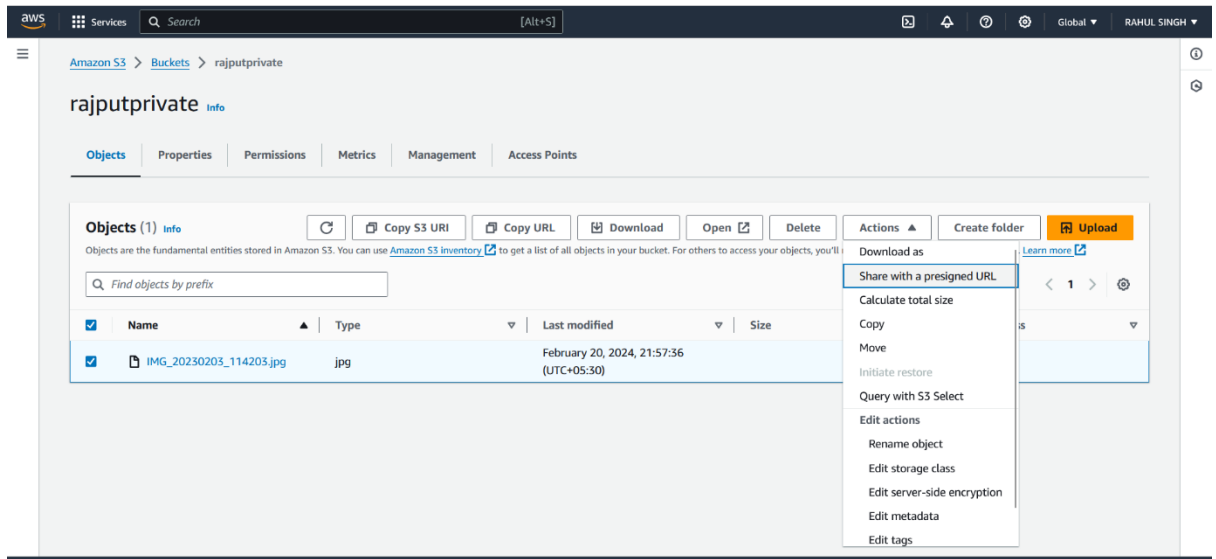 aws Services Search [Alt+S] Global RAHUL SINGH
Amazon S3 > Buckets > rajputprivate
rajputprivate Info
Objects Properties Permissions Metrics Management Access Points
Objects (1) Info Copy S3 URI Copy URL Download Open Delete Actions Create folder Upload
Objects are the fundamental entities stored in Amazon S3. You can use Amazon S3 inventory to get a list of all objects in your bucket. For others to access your objects, you'll Learn more
Find objects by prefix
< 1 >
Name Type Last modified Size
IMG_20230203_114203.jpg jpg February 20, 2024, 21:57:36
(UTC+05:30)
Download as
Share with a presigned URL
Calculate total size
Copy
Move
Initiate restore
Query with S3 Select
Edit actions
Rename object
Edit storage class
Edit server-side encryption
Edit metadata
Edit tags